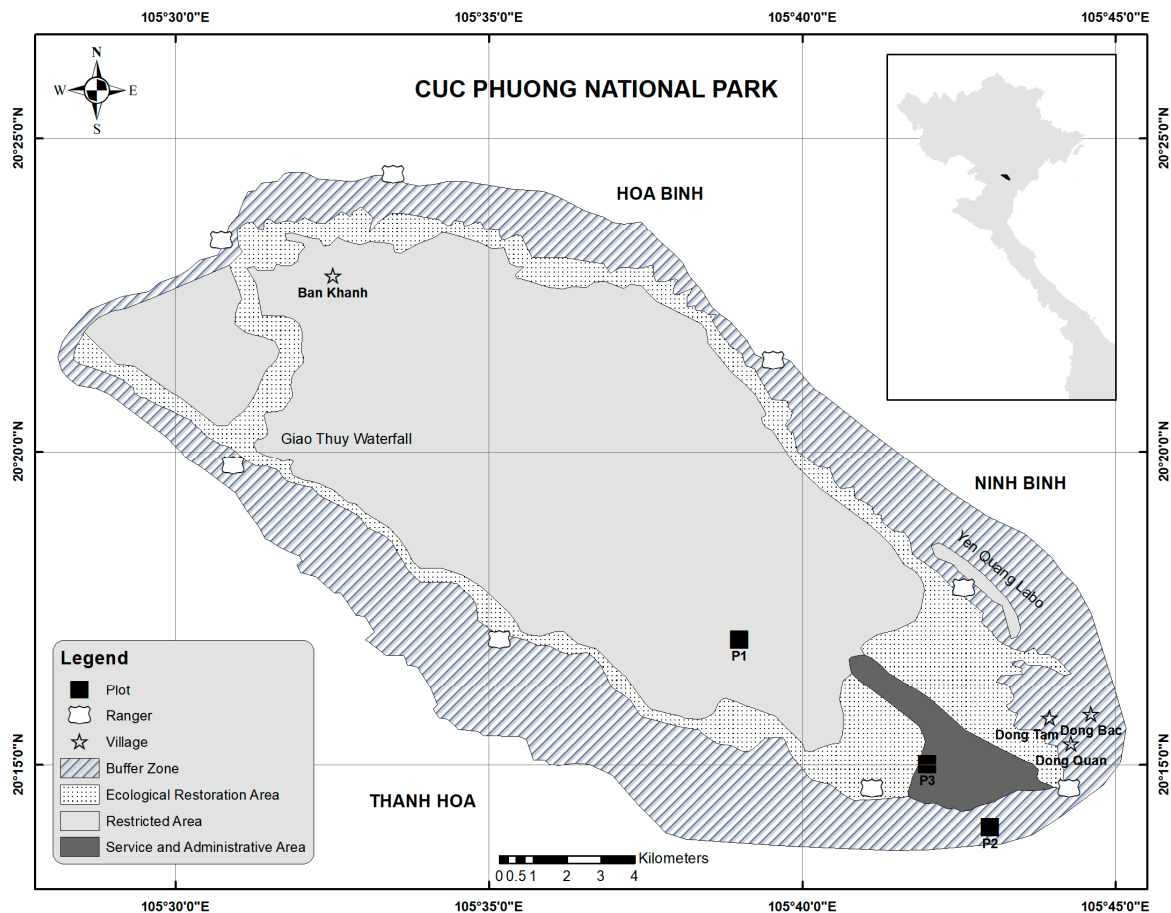 105°30'0"E 105°35'0"E 105°40'0"E 105°45'0"E
N
W E
S
CUC PHUONG NATIONAL PARK
20°25'0"N 20°25'0"N
HOA BINH
Ban Khanh
Giao Thuy Waterfall
20°20'0"N 20°20'0"N
NINH BINH
Yen Quang Labo
P1
Dong Tam Dong Bac
Dong Quan
20°15'0"N 20°15'0"N
P3
THANH HOA
P2
Legend
Plot
Ranger
Village
Buffer Zone
Ecological Restoration Area
Restricted Area
Service and Administrative Area
Kilometers
0 0.5 1 2 3 4
105°30'0"E 105°35'0"E 105°40'0"E 105°45'0"E